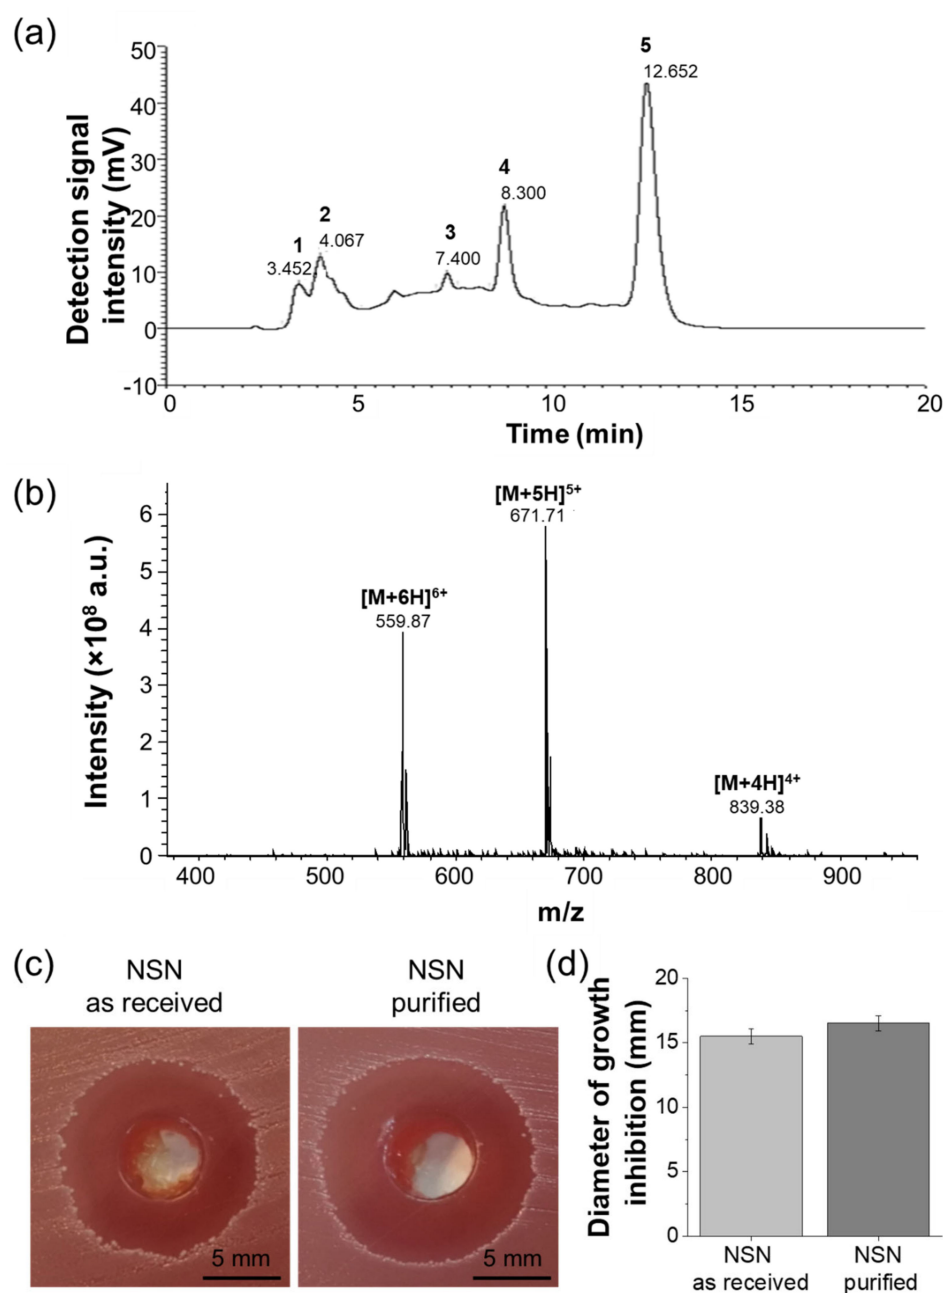 (a)
50
40
30
20
10
0
-10
Detection signal
intensity (mV)
1
3.452
2
4.067
3
7.400
4
8.300
5
12.652
0
5
10
15
20
Time (min)
(b)
6
5
4
3
2
1
0
Intensity (×10⁸ a.u.)
[M+6H]⁶⁺
559.87
[M+5H]⁵⁺
671.71
[M+4H]⁴⁺
839.38
400
500
600
700
800
900
m/z
(c)
NSN
as received
NSN
purified
5 mm
5 mm
(d)
20
15
10
5
0
Diameter of growth
inhibition (mm)
NSN
as received
NSN
purified